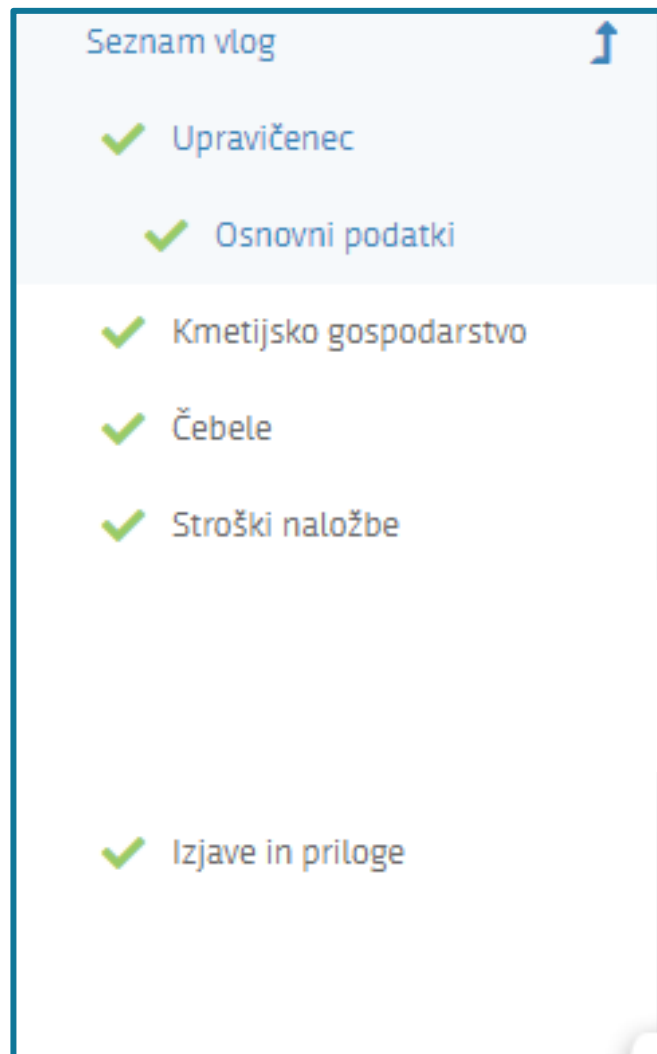 Seznam vlog
Upravičenec
Osnovni podatki
Kmetijsko gospodarstvo
Čebele
Stroški naložbe
Izjave in priloge